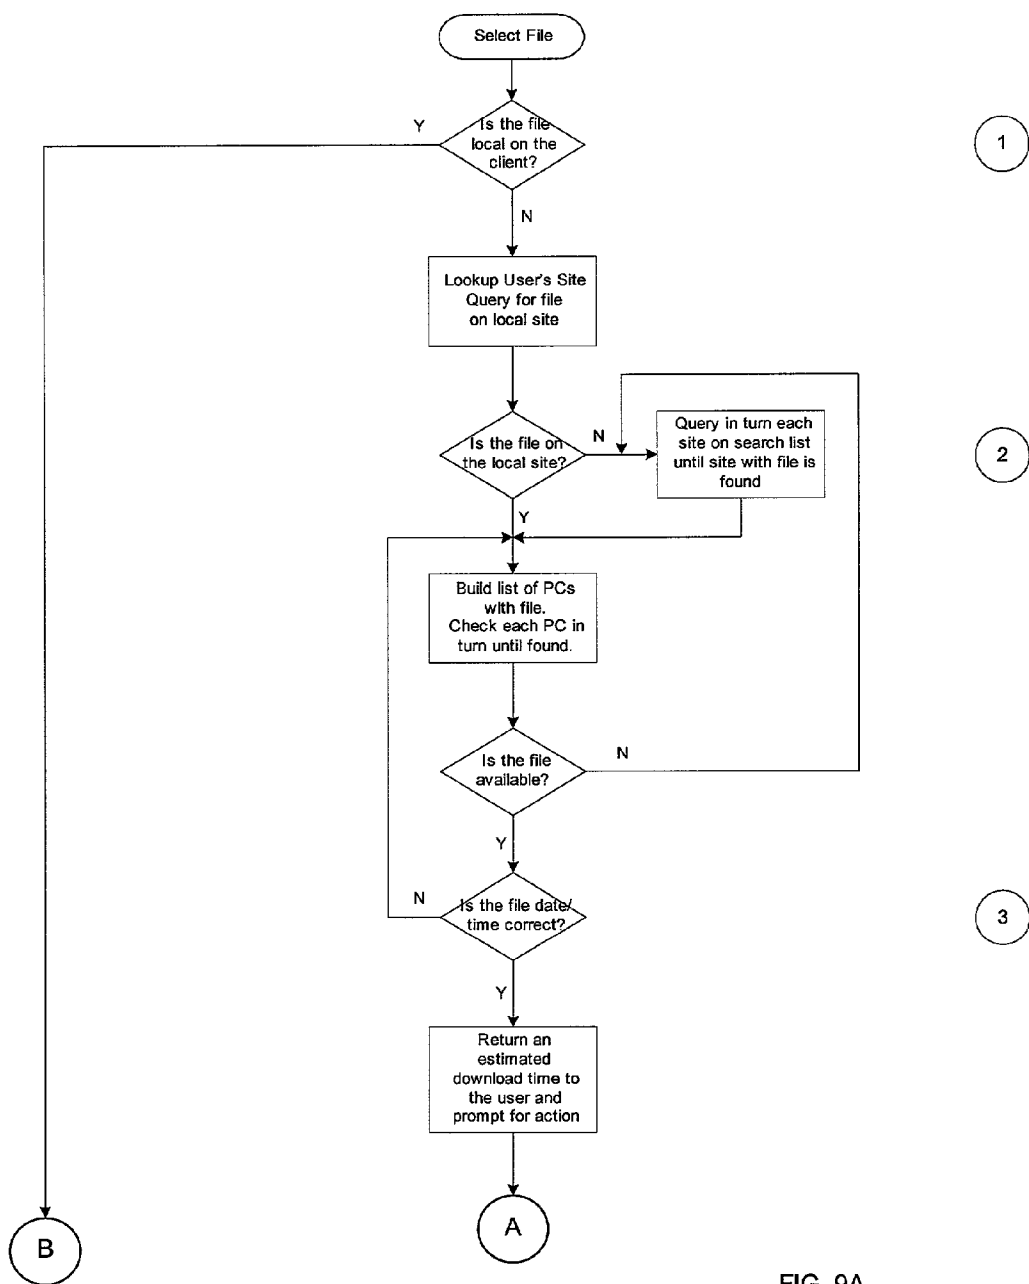 Select File
Is the file
local on the
client?
Y
1
N
Lookup User's Site
Query for file
on local site
Is the file on
the local site?
N
Query in turn each
site on search list
until site with file is
found
2
Y
Build list of PCs
with file.
Check each PC in
turn until found.
Is the file
available?
N
Y
Is the file date/
time correct?
N
3
Y
Return an
estimated
download time to
the user and
prompt for action
A
B
FIG. 9A